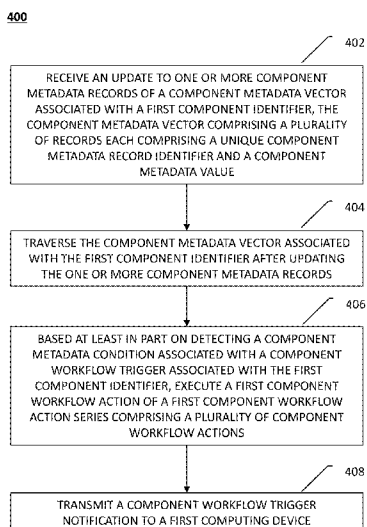 400
402
RECEIVE AN UPDATE TO ONE OR MORE COMPONENT
METADATA RECORDS OF A COMPONENT METADATA VECTOR
ASSOCIATED WITH A FIRST COMPONENT IDENTIFIER, THE
COMPONENT METADATA VECTOR COMPRISING A PLURALITY
OF RECORDS EACH COMPRISING A UNIQUE COMPONENT
METADATA RECORD IDENTIFIER AND A COMPONENT
METADATA VALUE
404
TRAVERSE THE COMPONENT METADATA VECTOR ASSOCIATED
WITH THE FIRST COMPONENT IDENTIFIER AFTER UPDATING
THE ONE OR MORE COMPONENT METADATA RECORDS
406
BASED AT LEAST IN PART ON DETECTING A COMPONENT
METADATA CONDITION ASSOCIATED WITH A COMPONENT
WORKFLOW TRIGGER ASSOCIATED WITH THE FIRST
COMPONENT IDENTIFIER, EXECUTE A FIRST COMPONENT
WORKFLOW ACTION OF A FIRST COMPONENT WORKFLOW
ACTION SERIES COMPRISING A PLURALITY OF COMPONENT
WORKFLOW ACTIONS
408
TRANSMIT A COMPONENT WORKFLOW TRIGGER
NOTIFICATION TO A FIRST COMPUTING DEVICE